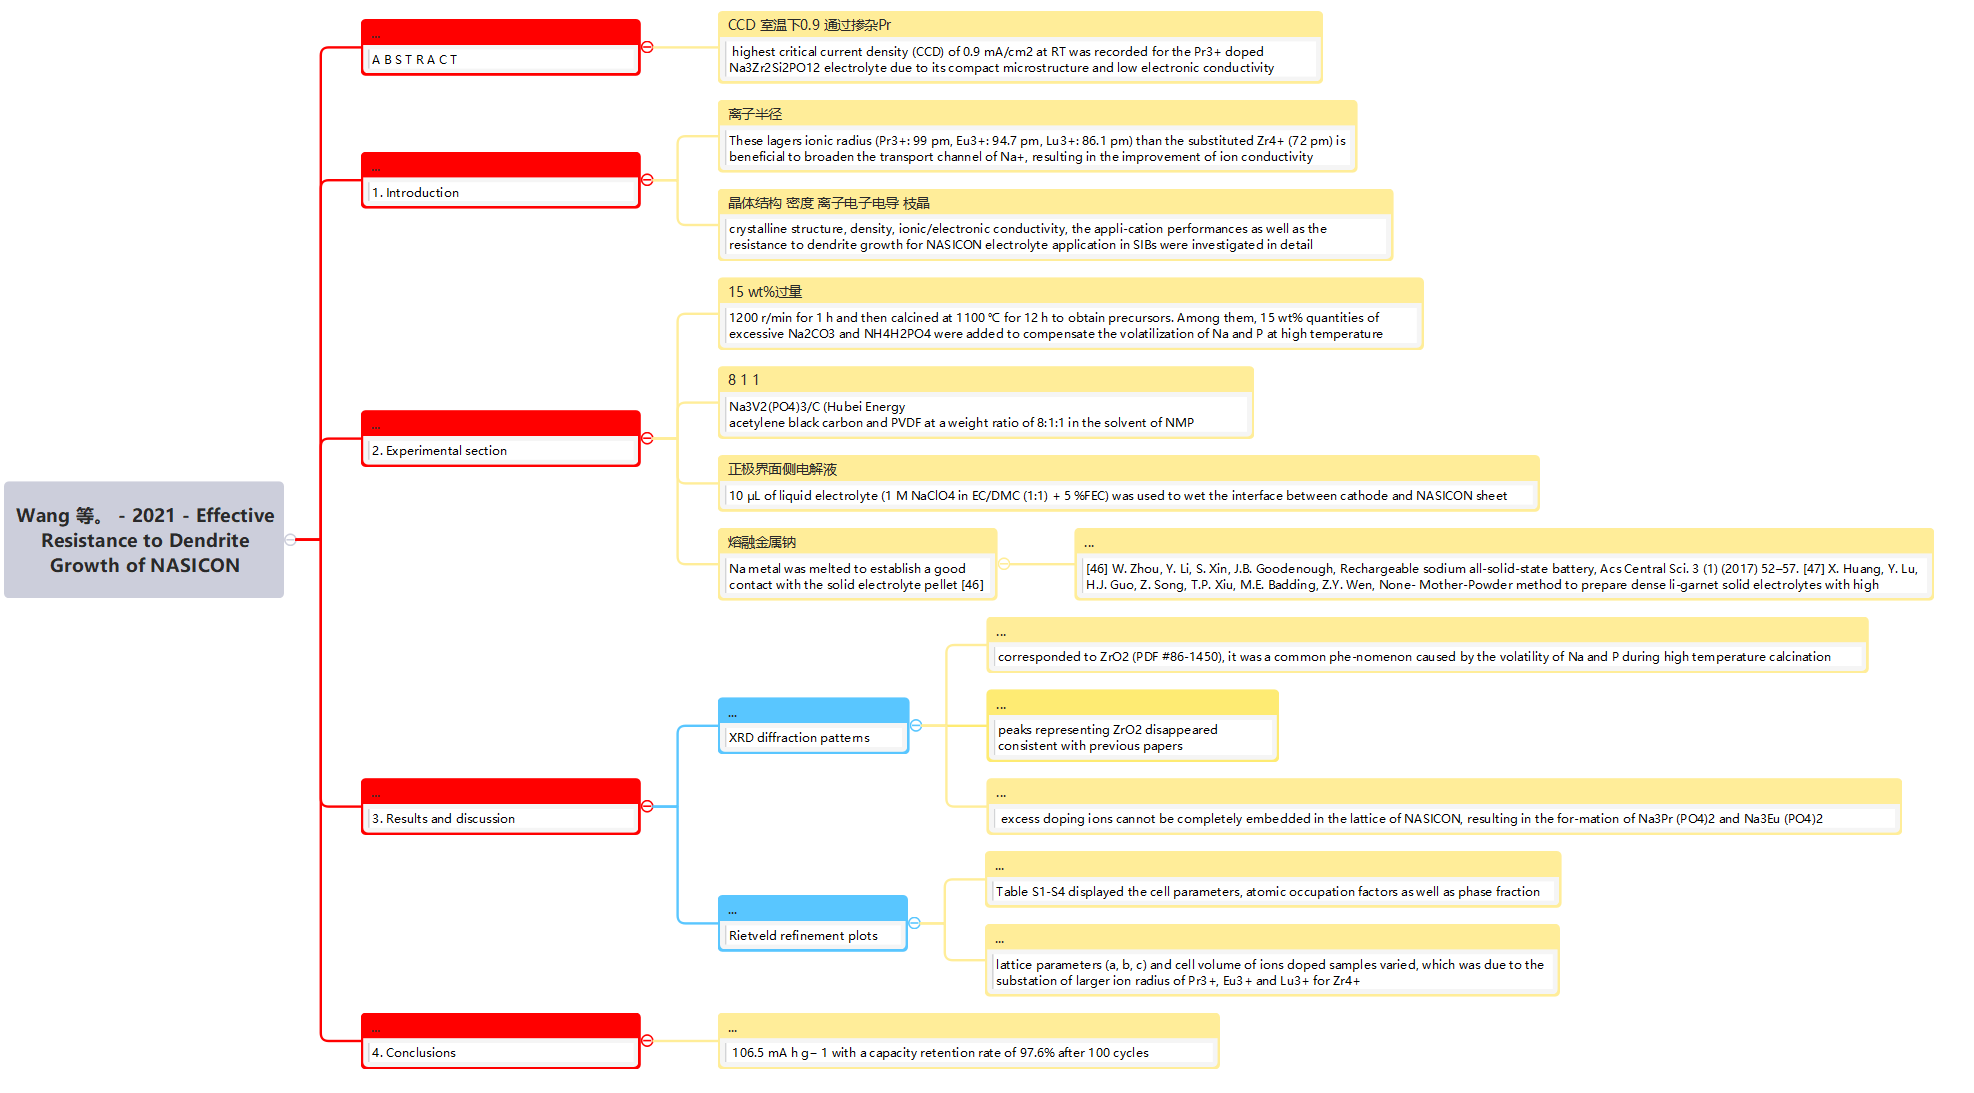 Wang 等。 - 2021 - Effective
Resistance to Dendrite
Growth of NASICON
...
A B S T R A C T
CCD 室温下0.9 通过掺杂Pr
highest critical current density (CCD) of 0.9 mA/cm2 at RT was recorded for the Pr3+ doped
Na3Zr2Si2PO12 electrolyte due to its compact microstructure and low electronic conductivity
...
1. Introduction
离子半径
These lagers ionic radius (Pr3+: 99 pm, Eu3+: 94.7 pm, Lu3+: 86.1 pm) than the substituted Zr4+ (72 pm) is
beneficial to broaden the transport channel of Na+, resulting in the improvement of ion conductivity
晶体结构 密度 离子电子电导 枝晶
crystalline structure, density, ionic/electronic conductivity, the appli-cation performances as well as the
resistance to dendrite growth for NASICON electrolyte application in SIBs were investigated in detail
...
2. Experimental section
15 wt%过量
1200 r/min for 1 h and then calcined at 1100 ℃ for 12 h to obtain precursors. Among them, 15 wt% quantities of
excessive Na2CO3 and NH4H2PO4 were added to compensate the volatilization of Na and P at high temperature
8 1 1
Na3V2(PO4)3/C (Hubei Energy
acetylene black carbon and PVDF at a weight ratio of 8:1:1 in the solvent of NMP
正极界面侧电解液
10 μL of liquid electrolyte (1 M NaClO4 in EC/DMC (1:1) + 5 %FEC) was used to wet the interface between cathode and NASICON sheet
熔融金属钠
Na metal was melted to establish a good
contact with the solid electrolyte pellet [46]
...
[46] W. Zhou, Y. Li, S. Xin, J.B. Goodenough, Rechargeable sodium all-solid-state battery, Acs Central Sci. 3 (1) (2017) 52–57. [47] X. Huang, Y. Lu,
H.J. Guo, Z. Song, T.P. Xiu, M.E. Badding, Z.Y. Wen, None- Mother-Powder method to prepare dense li-garnet solid electrolytes with high
...
3. Results and discussion
...
XRD diffraction patterns
...
corresponded to ZrO2 (PDF #86-1450), it was a common phe-nomenon caused by the volatility of Na and P during high temperature calcination
...
peaks representing ZrO2 disappeared
consistent with previous papers
...
excess doping ions cannot be completely embedded in the lattice of NASICON, resulting in the for-mation of Na3Pr (PO4)2 and Na3Eu (PO4)2
...
Rietveld refinement plots
...
Table S1-S4 displayed the cell parameters, atomic occupation factors as well as phase fraction
...
lattice parameters (a, b, c) and cell volume of ions doped samples varied, which was due to the
substation of larger ion radius of Pr3+, Eu3+ and Lu3+ for Zr4+
...
4. Conclusions
...
106.5 mA h g− 1 with a capacity retention rate of 97.6% after 100 cycles